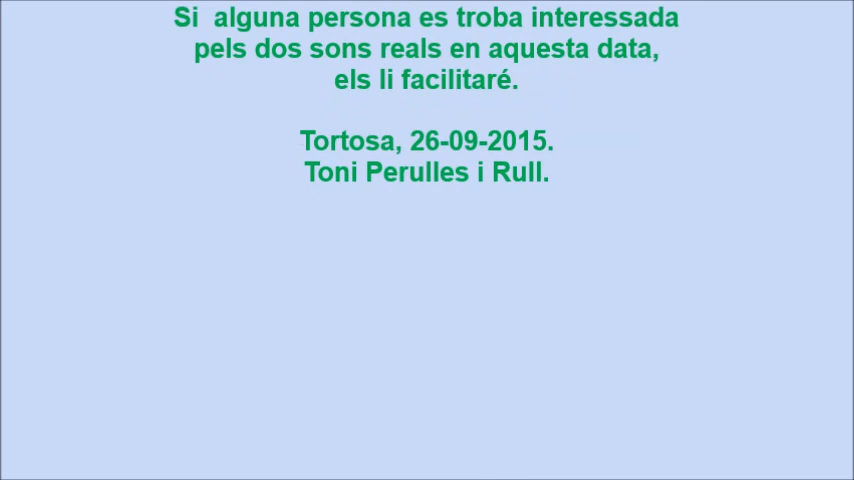 Si  alguna persona es troba interessada
pels dos sons reals en aquesta data,
els li facilitaré.
Tortosa, 26-09-2015.
Toni Perulles i Rull.